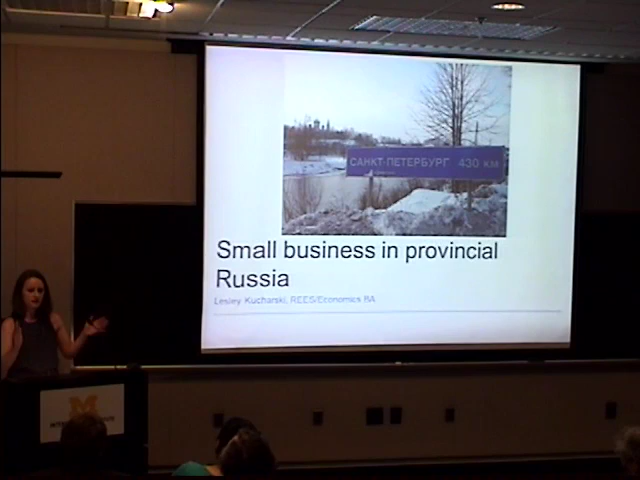 САНКТ-ПЕТЕРБУРГ 430 КМ
Small business in provincial
Russia
Lesley Kucharski, REES/Economics BA
M